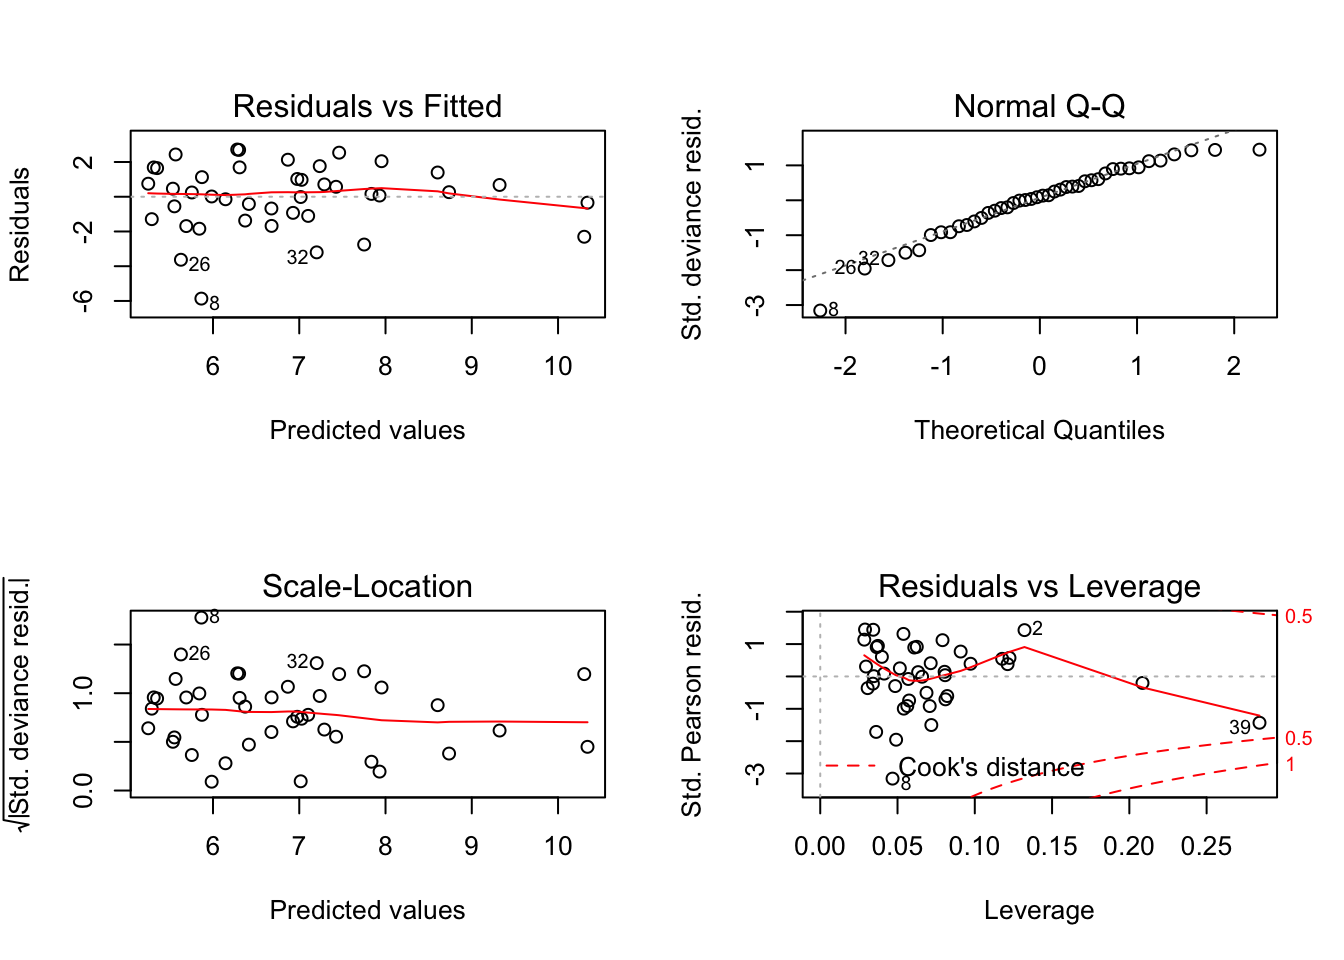 Residuals vs Fitted
Residuals
2
-2
-6
26
32
8
6 7 8 9 10
Predicted values
Normal Q-Q
Std. deviance resid.
1
-1
-3
26 32
8
-2 -1 0 1 2
Theoretical Quantiles
Scale-Location
√|Std. deviance resid.|
1.0
0.0
8
26
32
6 7 8 9 10
Predicted values
Residuals vs Leverage
Std. Pearson resid.
1
-1
-3
2
39
8
Cook's distance
0.5
0.5
1
0.00 0.05 0.10 0.15 0.20 0.25
Leverage